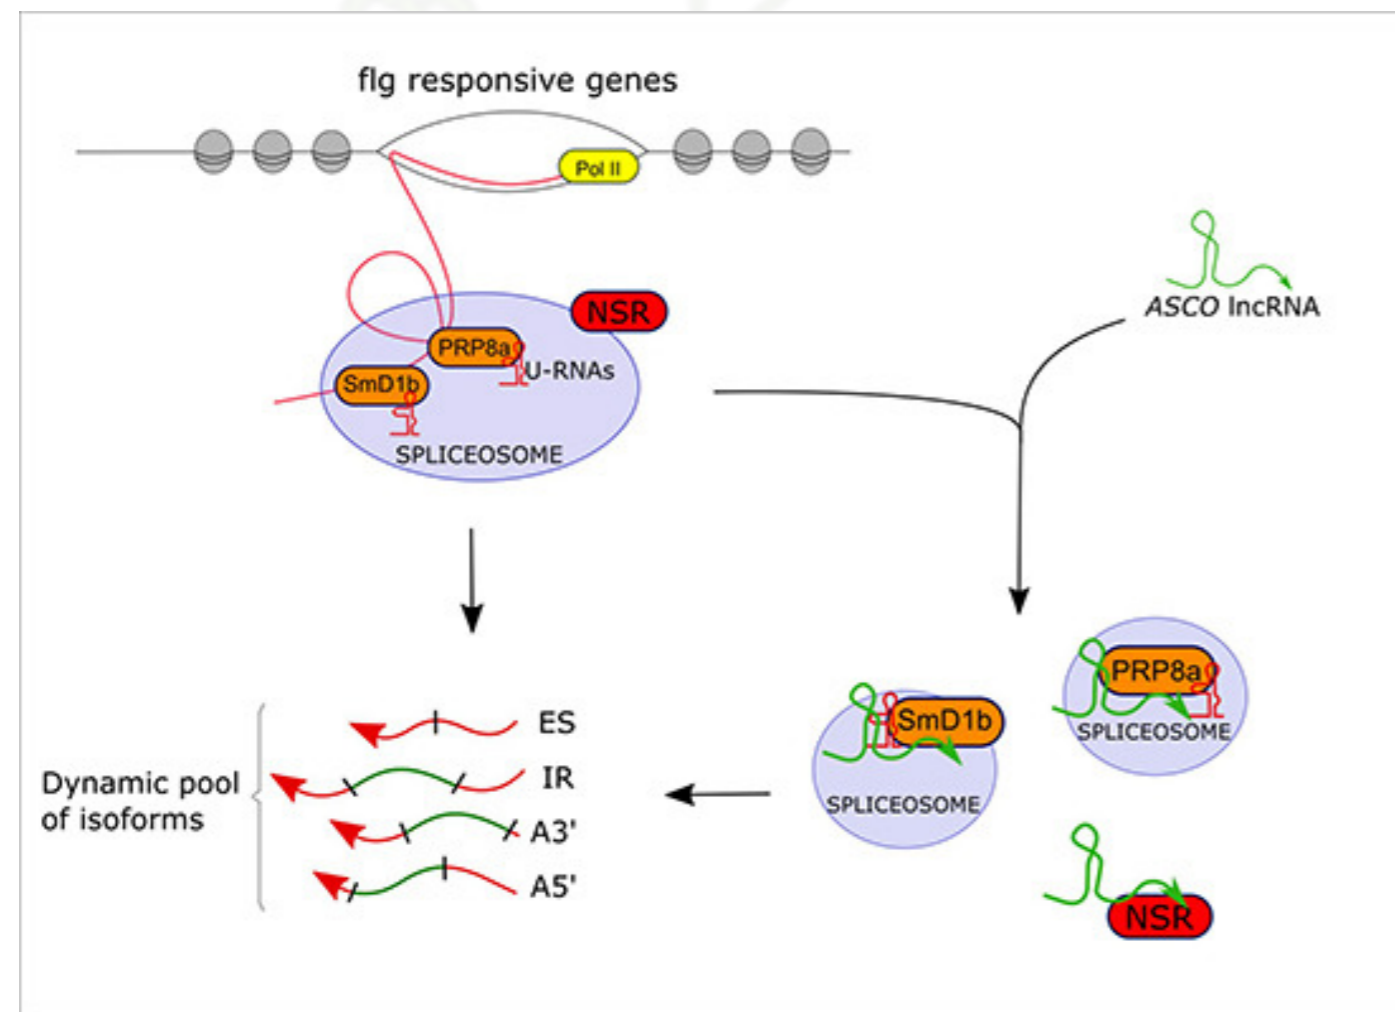 flg responsive genes
Pol II
NSR
PRP8a
U-RNAs
SmD1b
SPLICEOSOME
ASCO lncRNA
PRP8a
SPLICEOSOME
SmD1b
SPLICEOSOME
NSR
Dynamic pool
of isoforms
ES
IR
A3'
A5'